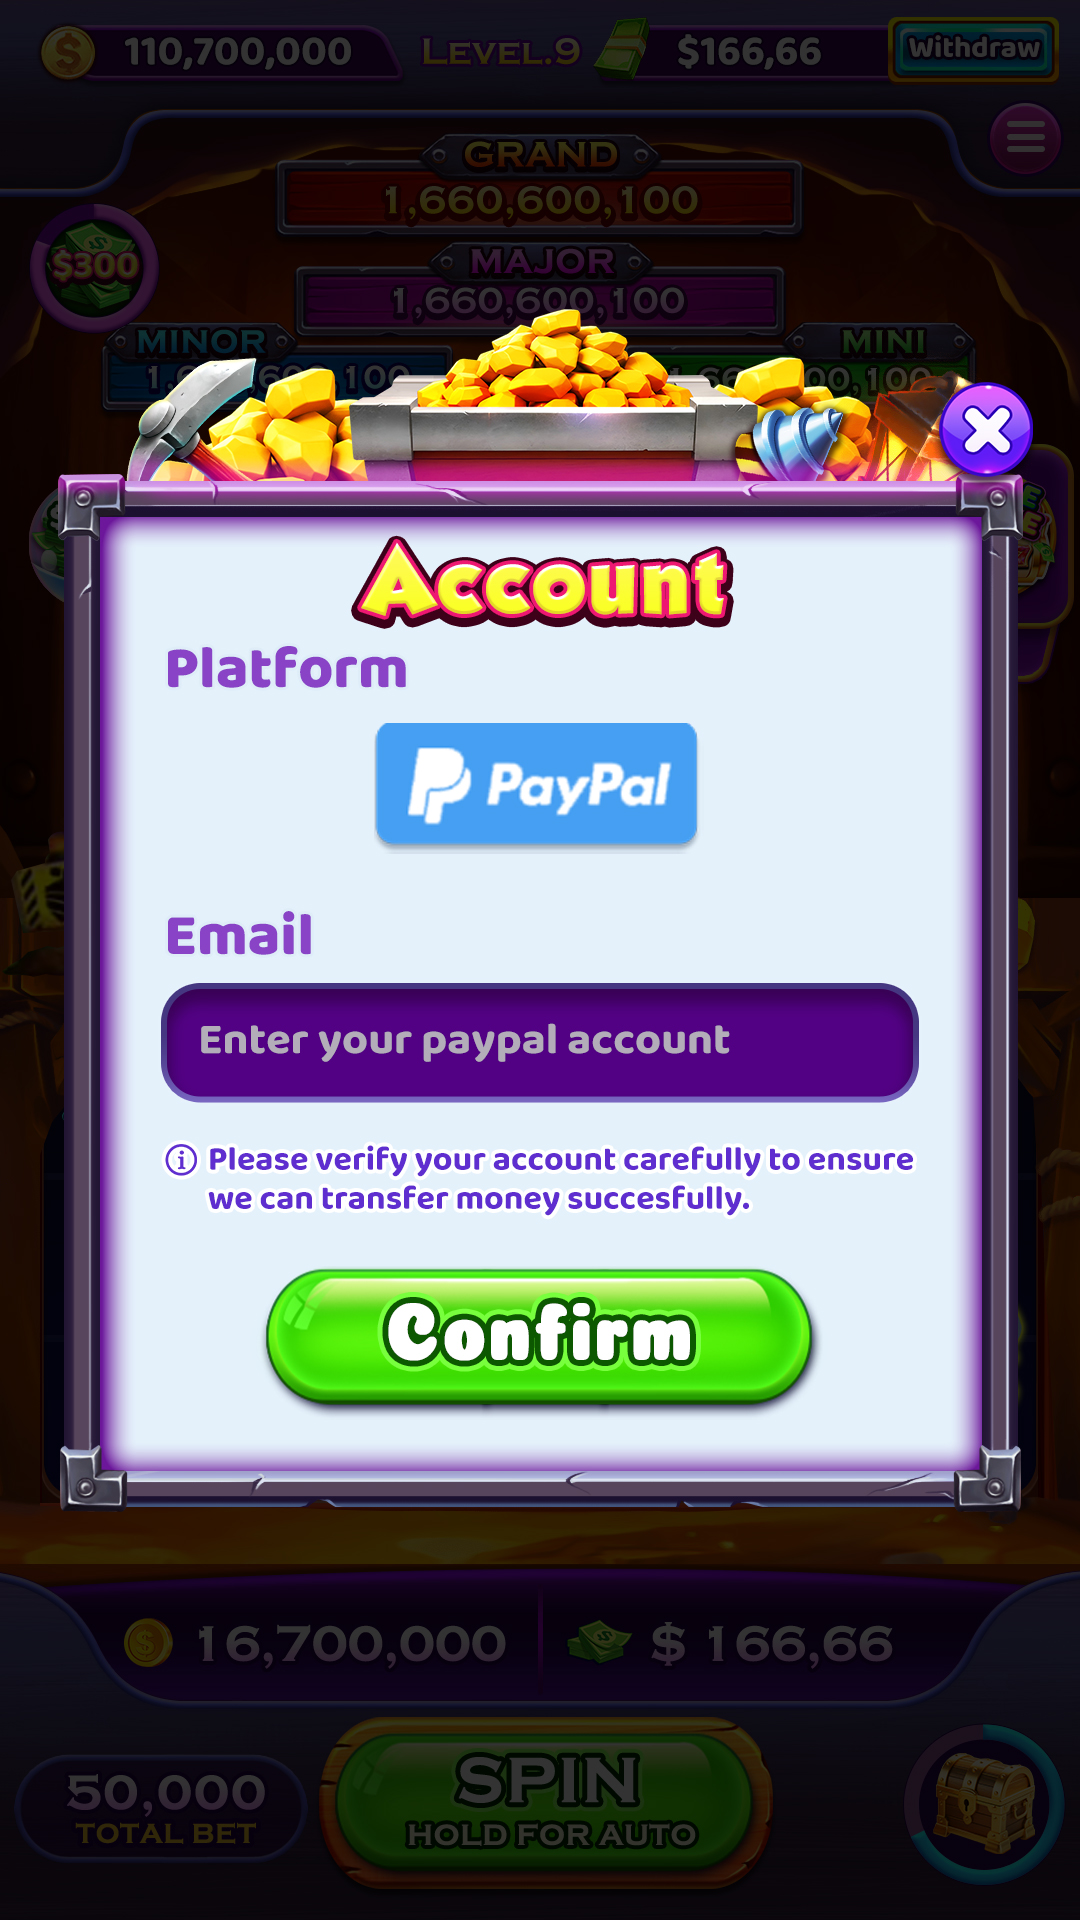 110,700,000
LEVEL.9
$166,66
Withdraw
GRAND
1,660,600,100
$300
MAJOR
1,660,600,100
MINOR
MINI
Account
Platform
PayPal
Email
Enter your paypal account
Please verify your account carefully to ensure
we can transfer money succesfully.
Confirm
16,700,000
$ 166,66
50,000
TOTAL BET
SPIN
HOLD FOR AUTO